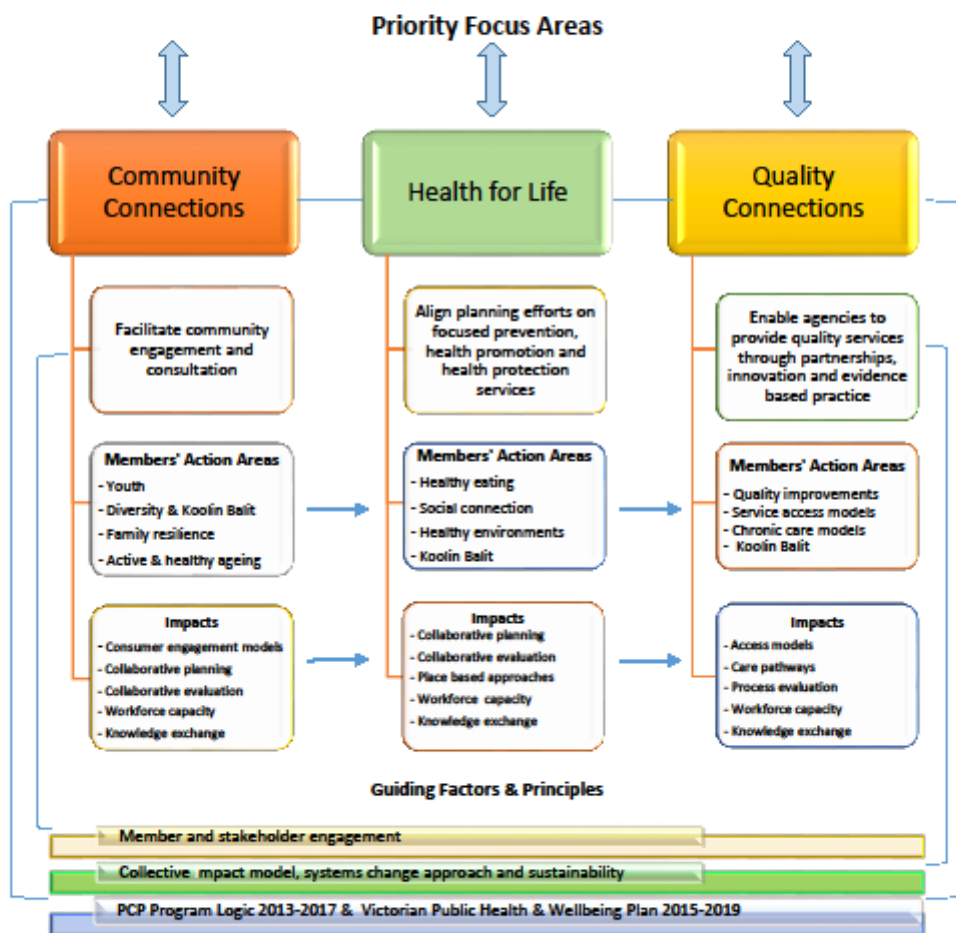 Priority Focus Areas
Community
Connections
Health for Life
Quality
Connections
Facilitate community
engagement and
consultation
Align planning efforts on
focused prevention,
health promotion and
health protection
services
Enable agencies to
provide quality services
through partnerships,
innovation and evidence
based practice
Members' Action Areas
- Youth
- Diversity & Koolin Balit
- Family resilience
- Active & healthy ageing
Members' Action Areas
- Healthy eating
- Social connection
- Healthy environments
- Koolin Balit
Members' Action Areas
- Quality improvements
- Service access models
- Chronic care models
- Koolin Balit
Impacts
- Consumer engagement models
- Collaborative planning
- Collaborative evaluation
- Workforce capacity
- Knowledge exchange
Impacts
- Collaborative planning
- Collaborative evaluation
- Place based approaches
- Workforce capacity
- Knowledge exchange
Impacts
- Access models
- Care pathways
- Process evaluation
- Workforce capacity
- Knowledge exchange
Guiding Factors & Principles
Member and stakeholder engagement
Collective impact model, systems change approach and sustainability
PCP Program Logic 2013-2017 & Victorian Public Health & Wellbeing Plan 2015-2019